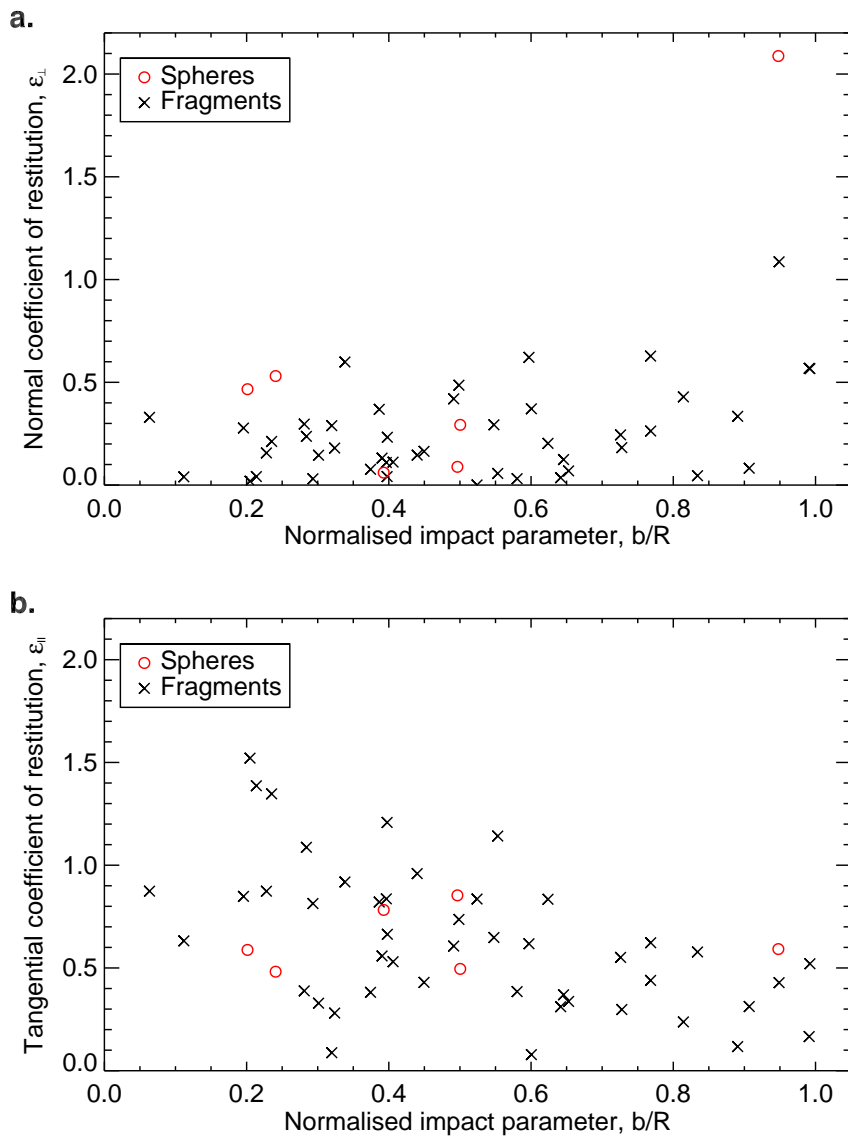 a.
2.0
Spheres
Fragments
1.5
1.0
0.5
0.0
Normal coefficient of restitution, ε⊥
0.0 0.2 0.4 0.6 0.8 1.0
Normalised impact parameter, b/R
b.
2.0
Spheres
Fragments
1.5
1.0
0.5
0.0
Tangential coefficient of restitution, ε||
0.0 0.2 0.4 0.6 0.8 1.0
Normalised impact parameter, b/R